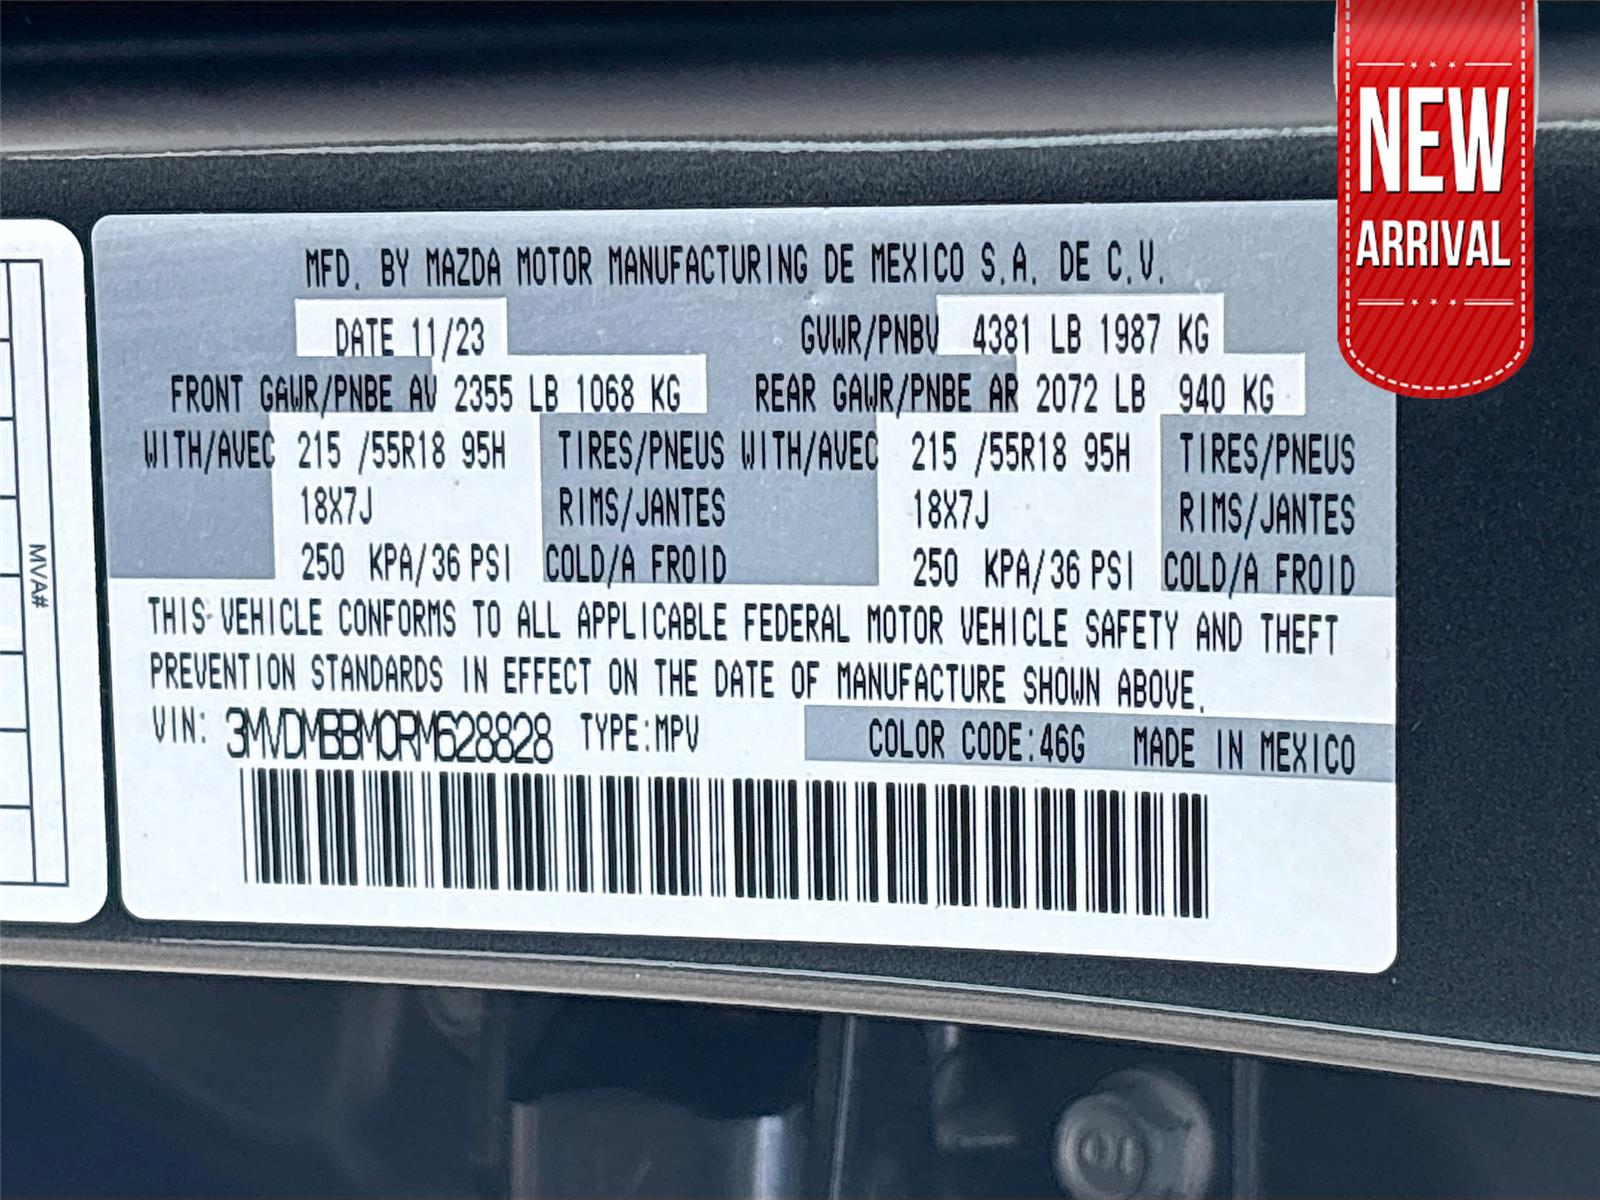 NEW
ARRIVAL
MFD. BY MAZDA MOTOR MANUFACTURING DE MEXICO S.A. DE C.V.
DATE 11/23 GVWR/PNBV 4381 LB 1987 KG
FRONT GAWR/PNBE AV 2355 LB 1068 KG REAR GAWR/PNBE AR 2072 LB 940 KG
WITH/AVEC 215 /55R18 95H TIRES/PNEUS WITH/AVEC 215 /55R18 95H TIRES/PNEUS
18X7J RIMS/JANTES 18X7J RIMS/JANTES
250 KPA/36 PSI COLD/A FROID 250 KPA/36 PSI COLD/A FROID
THIS VEHICLE CONFORMS TO ALL APPLICABLE FEDERAL MOTOR VEHICLE SAFETY AND THEFT
PREVENTION STANDARDS IN EFFECT ON THE DATE OF MANUFACTURE SHOWN ABOVE.
VIN: 3MVDMBBM0RM628828 TYPE:MPV COLOR CODE:46G MADE IN MEXICO
MVA#
10